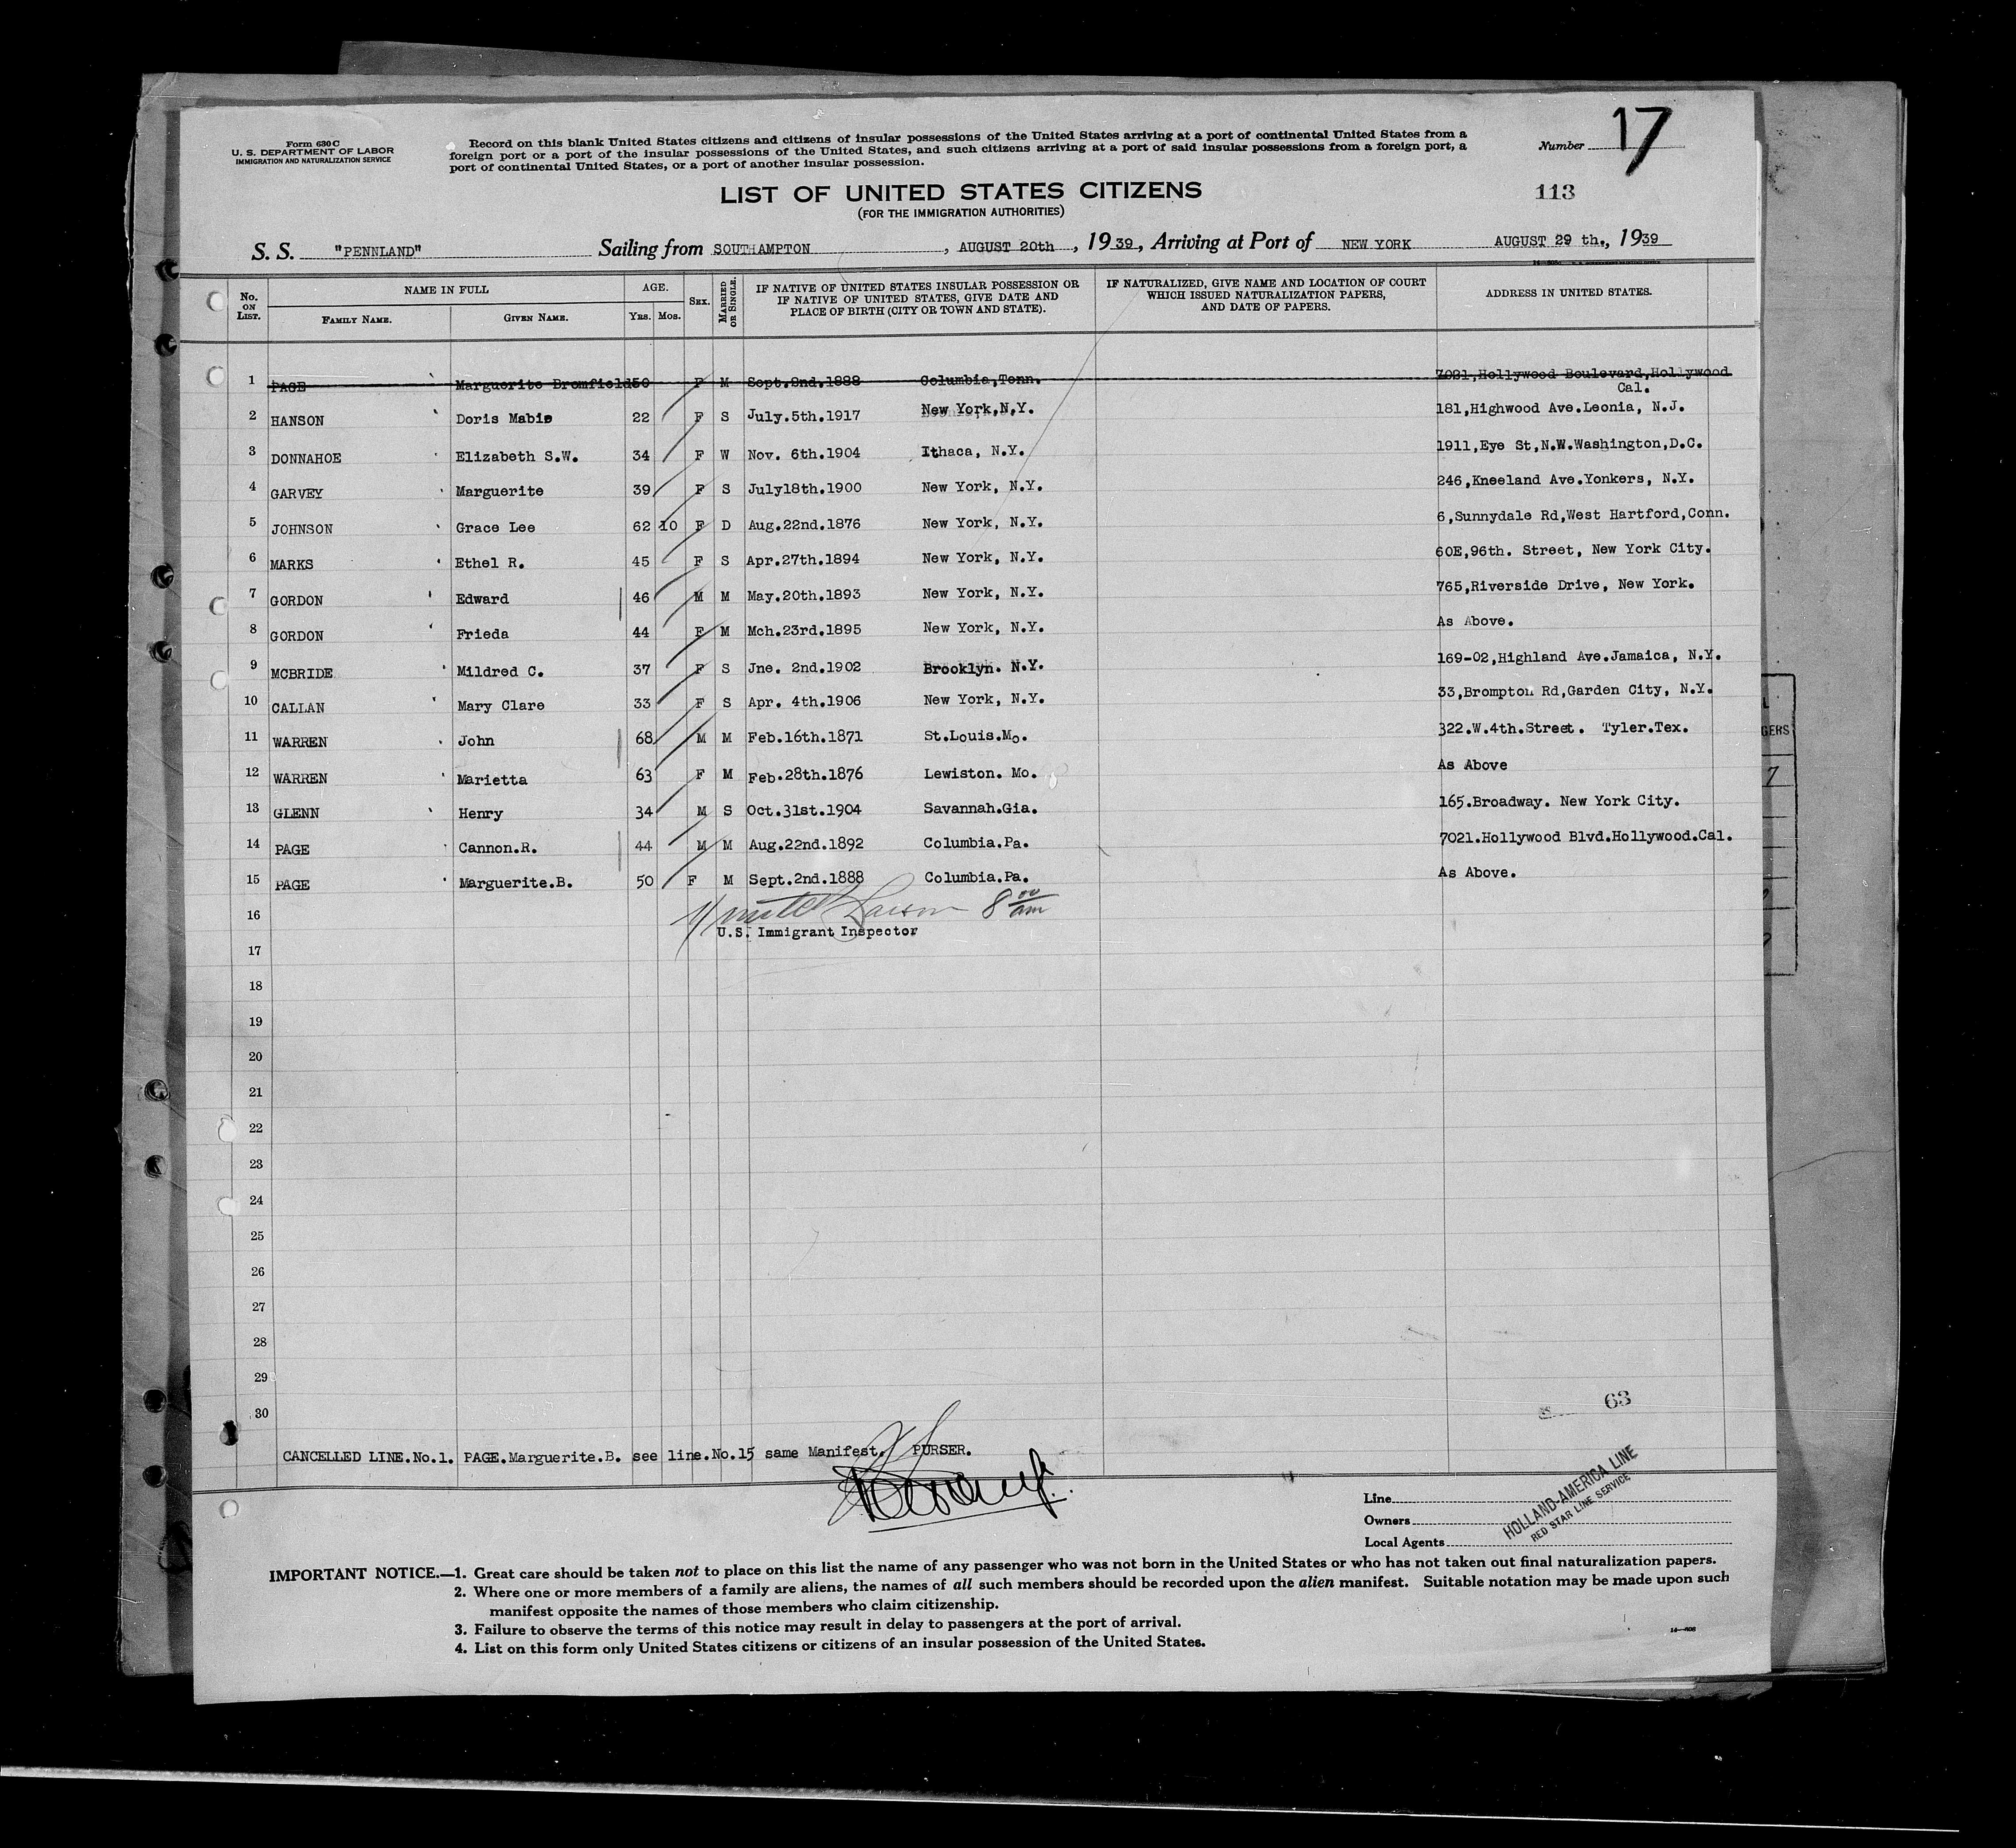 Form 630 C
U. S. DEPARTMENT OF LABOR
IMMIGRATION AND NATURALIZATION SERVICE
Record on this blank United States citizens and citizens of insular possessions of the United States arriving at a port of continental United States from a
foreign port or a port of the insular possessions of the United States, and such citizens arriving at a port of said insular possessions from a foreign port, a
port of continental United States, or a port of another insular possession.
Number 17
113
LIST OF UNITED STATES CITIZENS
(FOR THE IMMIGRATION AUTHORITIES)
S. S. "PENNLAND" Sailing from SOUTHAMPTON, AUGUST 20th, 1939, Arriving at Port of NEW YORK AUGUST 29 th., 1939
No. ON LIST. NAME IN FULL FAMILY NAME. GIVEN NAME. AGE. YRS. MOS. SEX. MARRIED OR SINGLE. IF NATIVE OF UNITED STATES INSULAR POSSESSION OR IF NATIVE OF UNITED STATES, GIVE DATE AND PLACE OF BIRTH (CITY OR TOWN AND STATE). IF NATURALIZED, GIVE NAME AND LOCATION OF COURT WHICH ISSUED NATURALIZATION PAPERS, AND DATE OF PAPERS. ADDRESS IN UNITED STATES.
1 PAGE Marguerite Bromfield 50 F M Sept.2nd.1888 Columbia,Tenn. 7021,Hollywood Boulevard,Hollywood
Cal.
2 HANSON Doris Mabie 22 F S July.5th.1917 New York,N.Y. 181,Highwood Ave.Leonia, N.J.
3 DONNAHOE Elizabeth S.W. 34 F W Nov. 6th.1904 Ithaca, N.Y. 1911,Eye St,N.W.Washington,D.C.
4 GARVEY Marguerite 39 F S July18th.1900 New York, N.Y. 246,Kneeland Ave.Yonkers, N.Y.
5 JOHNSON Grace Lee 62 10 F D Aug.22nd.1876 New York, N.Y. 6,Sunnydale Rd,West Hartford,Conn.
6 MARKS Ethel R. 45 F S Apr.27th.1894 New York, N.Y. 60E,96th. Street, New York City.
7 GORDON Edward 46 M M May.20th.1893 New York, N.Y. 765,Riverside Drive, New York.
8 GORDON Frieda 44 F M Mch.23rd.1895 New York, N.Y. As Above.
9 MCBRIDE Mildred C. 37 F S Jne. 2nd.1902 Brooklyn. N.Y. 169-02,Highland Ave.Jamaica, N.Y.
10 CALLAN Mary Clare 33 F S Apr. 4th.1906 New York, N.Y. 33,Brompton Rd,Garden City, N.Y.
11 WARREN John 68 M M Feb.16th.1871 St.Louis.Mo. 322.W.4th.Street. Tyler.Tex.
12 WARREN Marietta 63 F M Feb.28th.1876 Lewiston. Mo. As Above
13 GLENN Henry 34 M S Oct.31st.1904 Savannah.Gia. 165.Broadway. New York City.
14 PAGE Cannon.R. 44 M M Aug.22nd.1892 Columbia.Pa. 7021.Hollywood Blvd.Hollywood.Cal.
15 PAGE Marguerite.B. 50 F M Sept.2nd.1888 Columbia.Pa. As Above.
16 8 00 am
U.S. Immigrant Inspector
17
18
19
20
21
22
23
24
25
26
27
28
29
30
63
CANCELLED LINE.No.1. PAGE.Marguerite.B. see line.No.15 same Manifest. PURSER.
Line
Owners
Local Agents
HOLLAND-AMERICA LINE
RED STAR LINE SERVICE
IMPORTANT NOTICE.—1. Great care should be taken not to place on this list the name of any passenger who was not born in the United States or who has not taken out final naturalization papers.
2. Where one or more members of a family are aliens, the names of all such members should be recorded upon the alien manifest. Suitable notation may be made upon such
manifest opposite the names of those members who claim citizenship.
3. Failure to observe the terms of this notice may result in delay to passengers at the port of arrival.
4. List on this form only United States citizens or citizens of an insular possession of the United States.